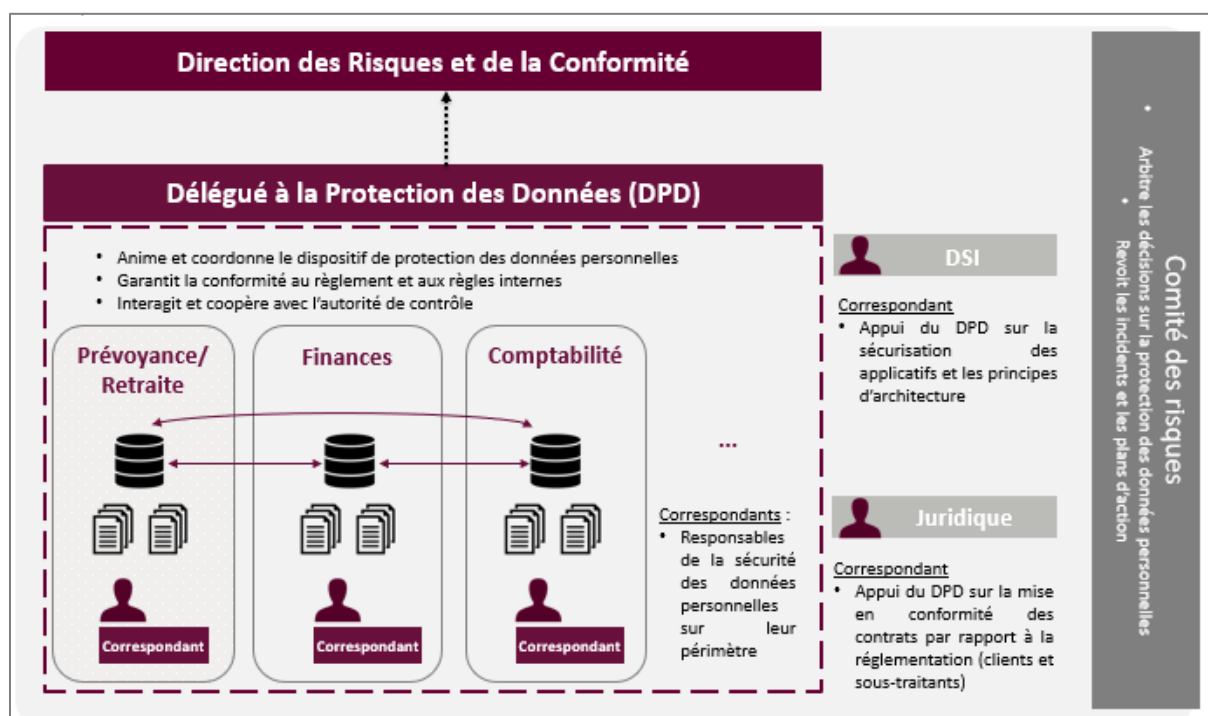 Direction des Risques et de la Conformité
Délégué à la Protection des Données (DPD)
• Anime et coordonne le dispositif de protection des données personnelles
• Garantit la conformité au règlement et aux règles internes
• Interagit et coopère avec l'autorité de contrôle
Prévoyance/
Retraite
Finances
Comptabilité
...
Correspondants :
• Responsables
de la sécurité
des données
personnelles
sur leur
périmètre
Correspondant
Correspondant
Correspondant
DSI
Correspondant
• Appui du DPD sur la
sécurisation des
applicatifs et les principes
d'architecture
Juridique
Correspondant
• Appui du DPD sur la mise
en conformité des
contrats par rapport à la
réglementation (clients et
sous-traitants)
Comité des risques
• Arbitre les décisions sur la protection des données personnelles
• Revoit les incidents et les plans d'action